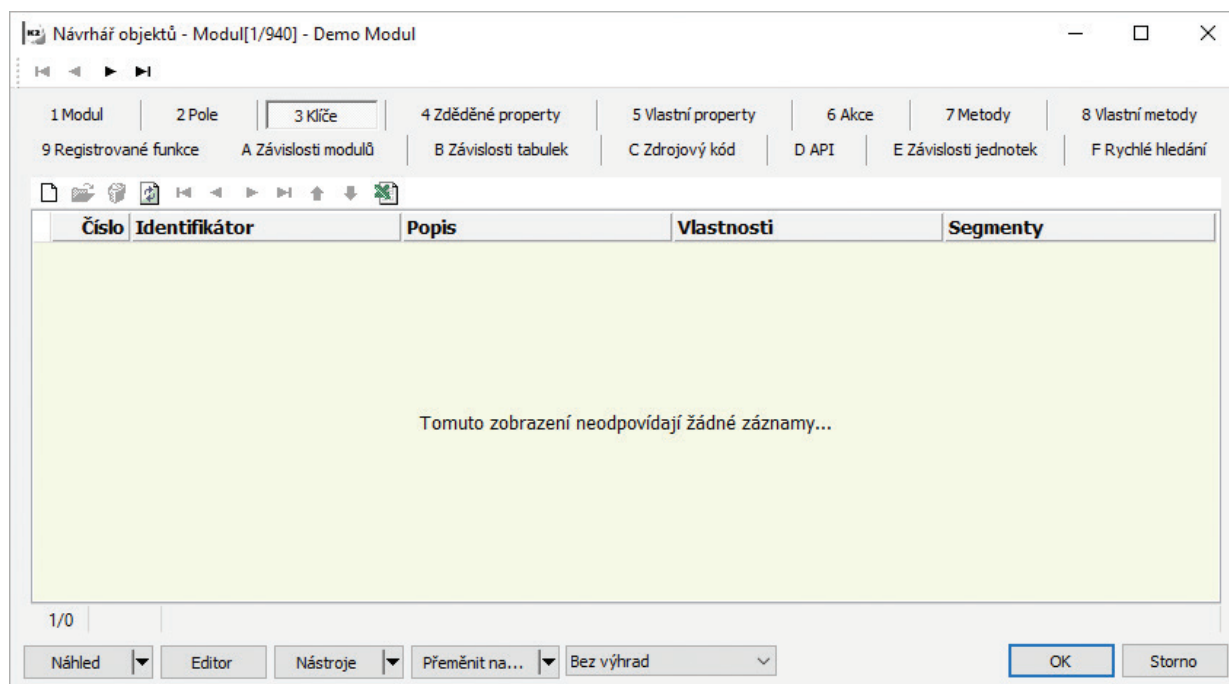 K2 Návrhář objektů - Modul[1/940] - Demo Modul
1 Modul 2 Pole 3 Klíče 4 Zděděné property 5 Vlastní property 6 Akce 7 Metody 8 Vlastní metody
9 Registrované funkce A Závislosti modulů B Závislosti tabulek C Zdrojový kód D API E Závislosti jednotek F Rychlé hledání
Číslo Identifikátor Popis Vlastnosti Segmenty
Tomuto zobrazení neodpovídají žádné záznamy...
1/0
Náhled Editor Nástroje Přeměnit na... Bez výhrad OK Storno